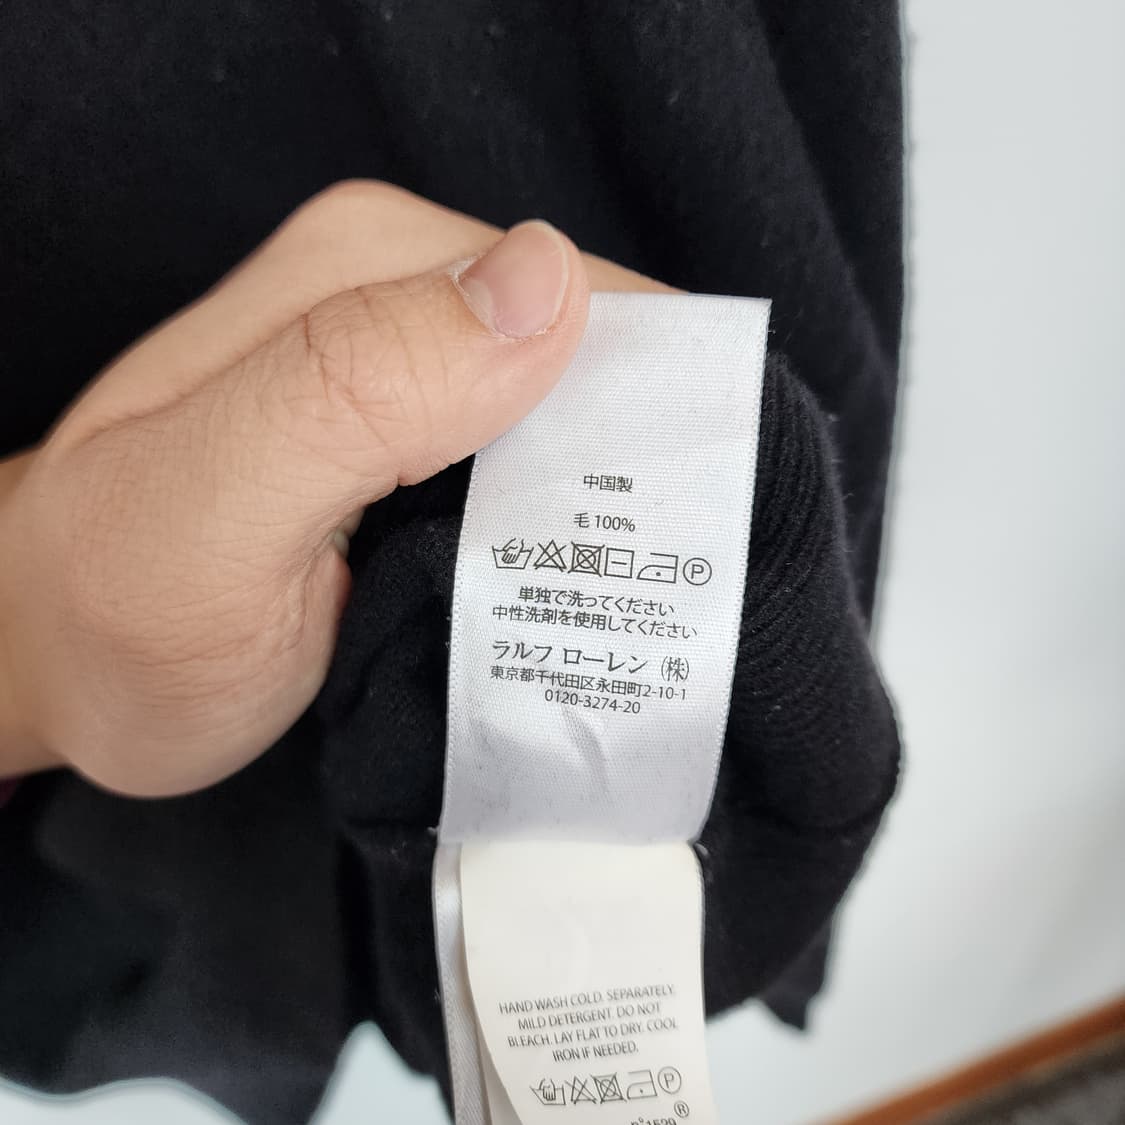 中国製
毛 100%
P
単独で洗ってください
中性洗剤を使用してください
ラルフ ローレン ㈱
東京都千代田区永田町2-10-1
0120-3274-20
HAND WASH COLD. SEPARATELY.
MILD DETERGENT. DO NOT
BLEACH. LAY FLAT TO DRY. COOL
IRON IF NEEDED.
P
®